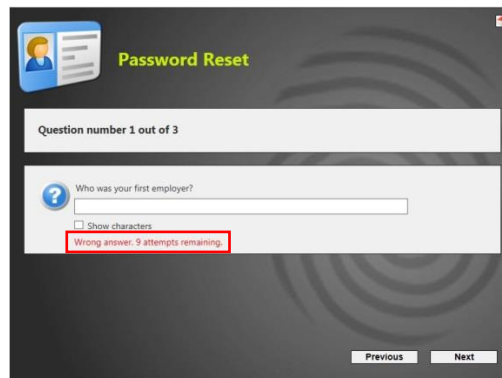 Password Reset
Question number 1 out of 3
Who was your first employer?
Show characters
Wrong answer. 9 attempts remaining.
Previous Next